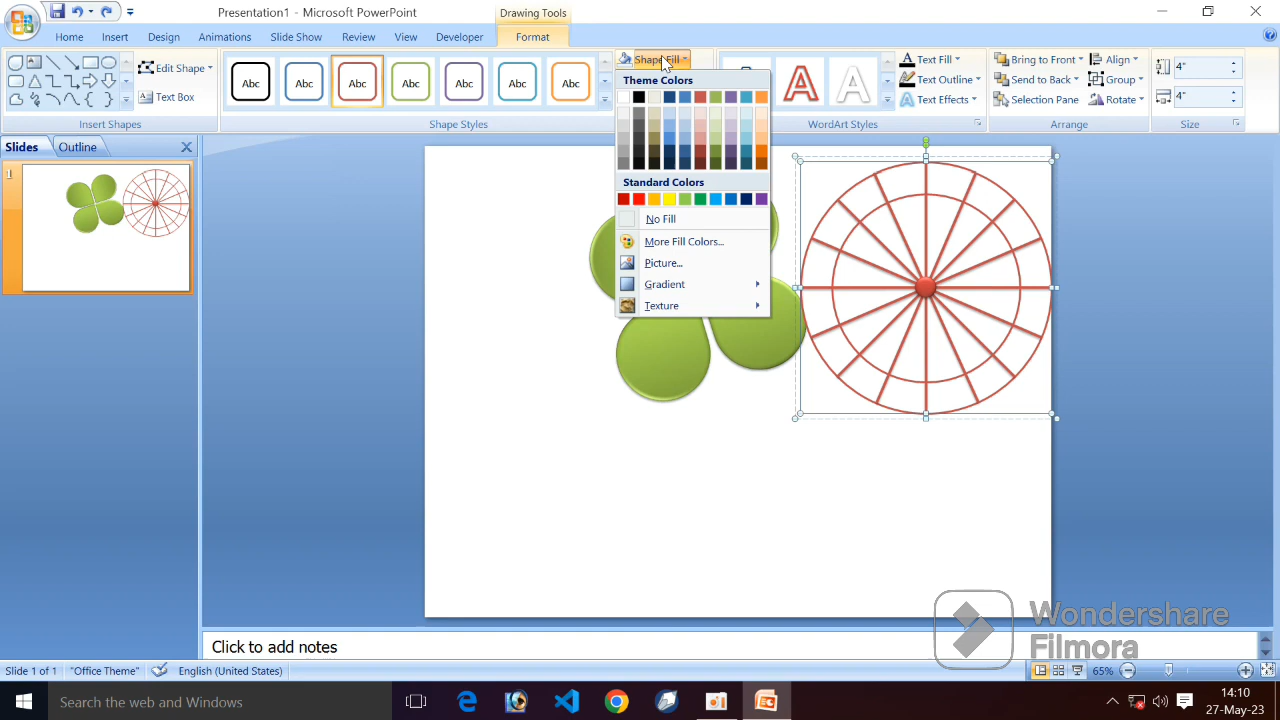 Presentation1 - Microsoft PowerPoint
Drawing Tools
Home Insert Design Animations Slide Show Review View Developer Format
Edit Shape
Text Box
Insert Shapes
Abc Abc Abc Abc Abc Abc Abc
Shape Styles
Shape Fill
Theme Colors
Standard Colors
No Fill
More Fill Colors...
Picture...
Gradient
Texture
A A
Text Fill
Text Outline
Text Effects
WordArt Styles
Bring to Front
Send to Back
Selection Pane
Align
Group
Rotate
Arrange
4"
4"
Size
Slides Outline
1
Click to add notes
Wondershare
Filmora
Slide 1 of 1 "Office Theme" English (United States) 65%
Search the web and Windows
14:10
27-May-23